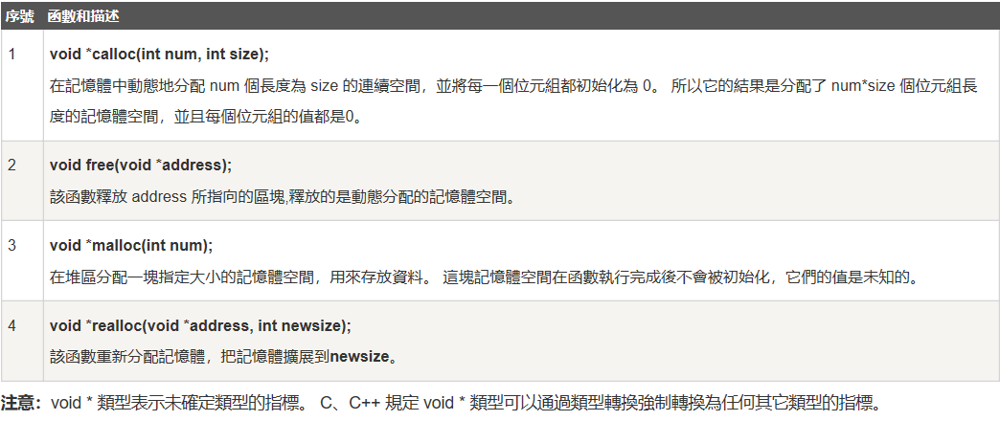 序號 函數和描述
1 void *calloc(int num, int size);
在記憶體中動態地分配 num 個長度為 size 的連續空間，並將每一個位元組都初始化為 0。 所以它的結果是分配了 num*size 個位元組長
度的記憶體空間，並且每個位元組的值都是0。
2 void free(void *address);
該函數釋放 address 所指向的區塊,釋放的是動態分配的記憶體空間。
3 void *malloc(int num);
在堆區分配一塊指定大小的記憶體空間，用來存放資料。 這塊記憶體空間在函數執行完成後不會被初始化，它們的值是未知的。
4 void *realloc(void *address, int newsize);
該函數重新分配記憶體，把記憶體擴展到newsize。
注意：void * 類型表示未確定類型的指標。 C、C++ 規定 void * 類型可以通過類型轉換強制轉換為任何其它類型的指標。